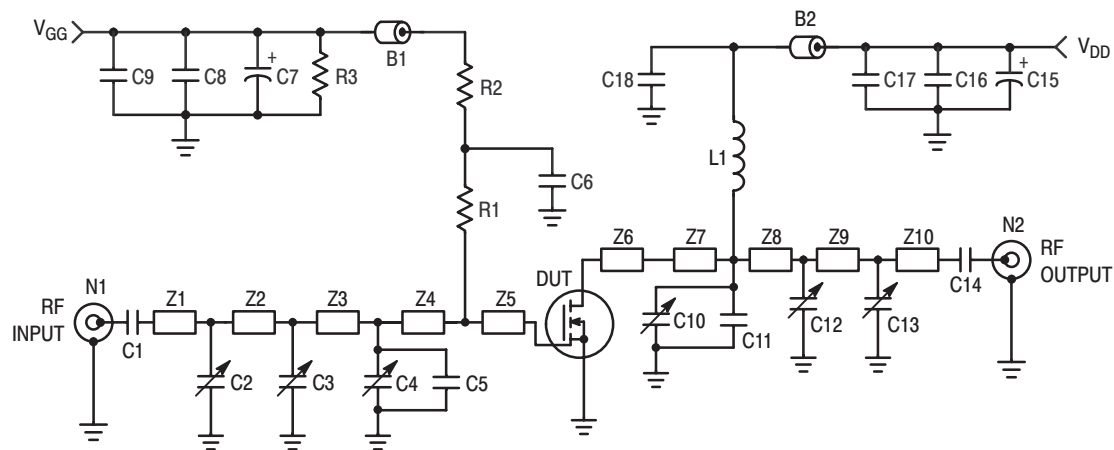 V_GG
C9
C8
+
C7
R3
B1
R2
C6
R1
B2
V_DD
C18
C17
C16
+
C15
L1
Z6
Z7
Z8
Z9
Z10
N2
RF
OUTPUT
C14
DUT
C10
C11
C12
C13
N1
RF
INPUT
C1
Z1
Z2
Z3
Z4
Z5
C2
C3
C4
C5